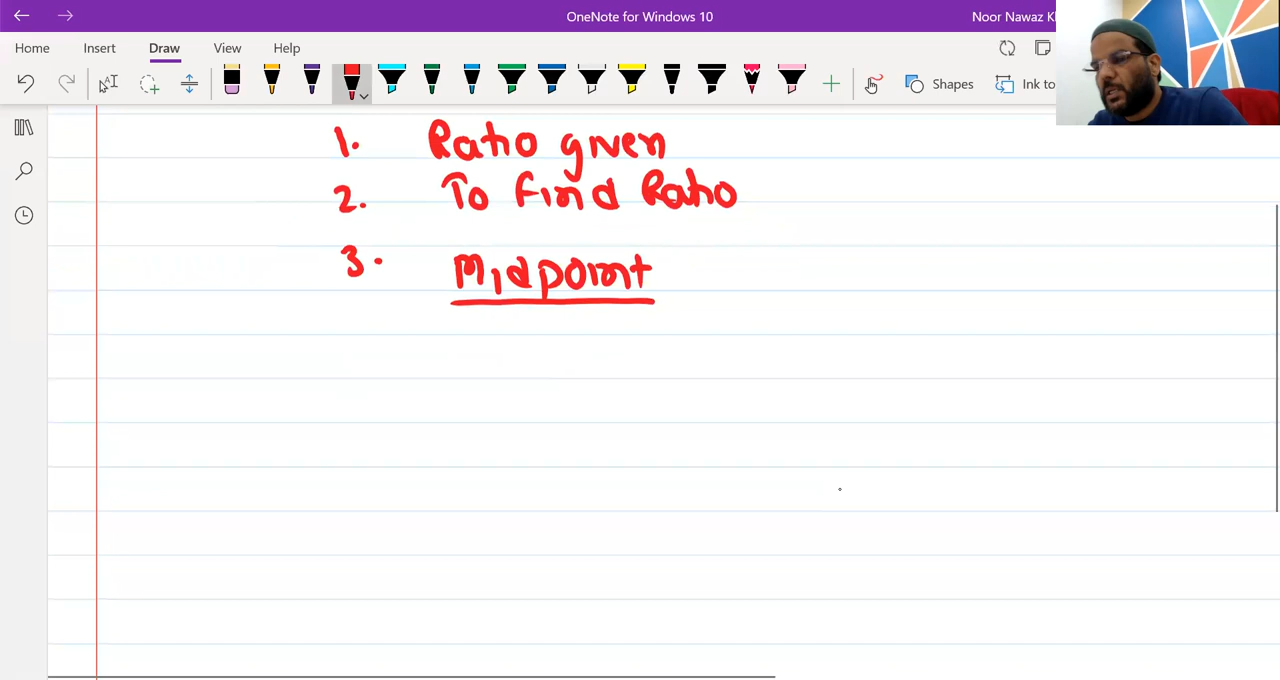 OneNote for Windows 10
Noor Nawaz Kh
Home Insert Draw View Help
Shapes Ink to
1. Ratio given
2. To Find Ratio
3. Midpoint